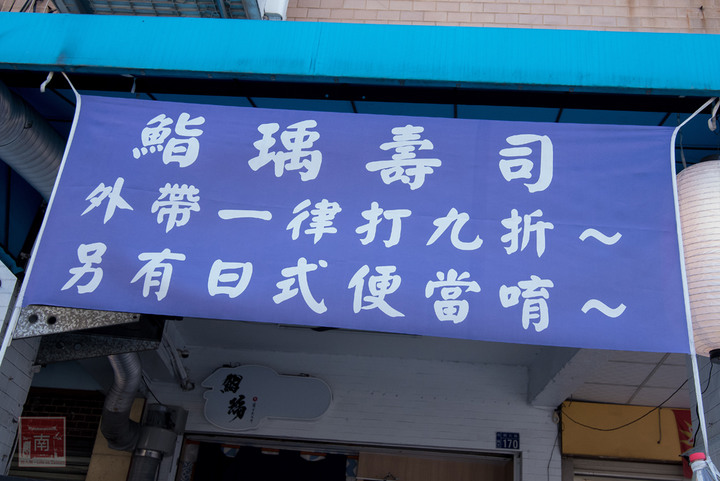 鮨瑀壽司
外帶一律打九折～
另有日式便當唷～
鮨
瑀
170
南